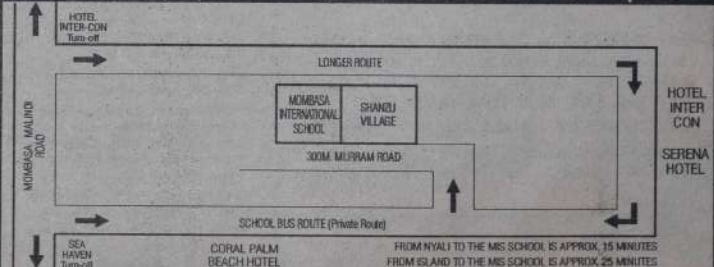 HOTEL
INTER-CON
Turn-off
LONGER ROUTE
MOMBASA
INTERNATIONAL
SCHOOL
SHANZU
VILLAGE
HOTEL
INTER
CON
SERENA
HOTEL
MOMBASA MALINDI
ROAD
300M. MURRAM ROAD
SCHOOL BUS ROUTE (Private Route)
SEA
HAVEN
Turn-off
CORAL PALM
BEACH HOTEL
FROM NYALI TO THE MIS SCHOOL IS APPROX, 15 MINUTES
FROM ISLAND TO THE MIS SCHOOL IS APPROX, 25 MINUTES